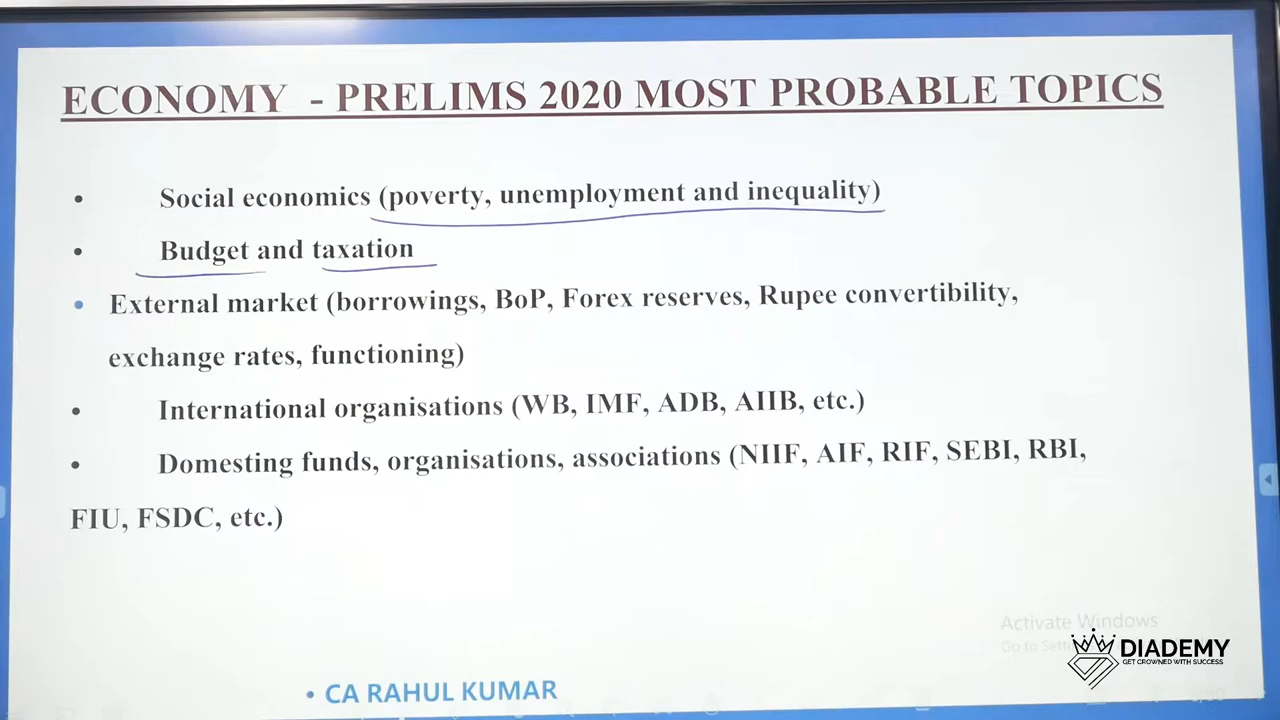 ECONOMY - PRELIMS 2020 MOST PROBABLE TOPICS
• Social economics (poverty, unemployment and inequality)
• Budget and taxation
• External market (borrowings, BoP, Forex reserves, Rupee convertibility,
exchange rates, functioning)
• International organisations (WB, IMF, ADB, AIIB, etc.)
• Domesting funds, organisations, associations (NIIF, AIF, RIF, SEBI, RBI,
FIU, FSDC, etc.)
Activate Windows
Go to
DIADEMY
GET CROWNED WITH SUCCESS
• CA RAHUL KUMAR